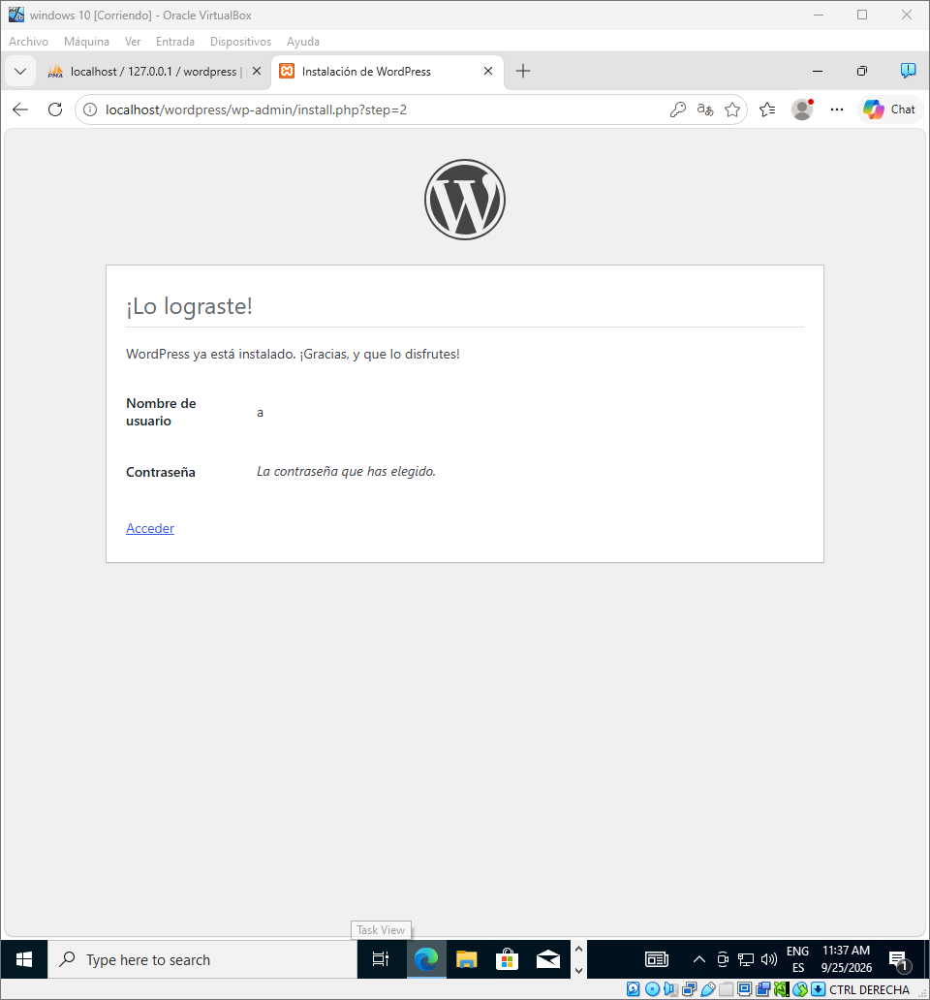 windows 10 [Corriendo] - Oracle VirtualBox
Archivo Máquina Ver Entrada Dispositivos Ayuda
PMA localhost / 127.0.0.1 / wordpress | Instalación de WordPress
localhost/wordpress/wp-admin/install.php?step=2 Chat
¡Lo lograste!
WordPress ya está instalado. ¡Gracias, y que lo disfrutes!
Nombre de
usuario
a
Contraseña La contraseña que has elegido.
Acceder
Task View
Type here to search
ENG
ES
11:37 AM
9/25/2026
1
CTRL DERECHA